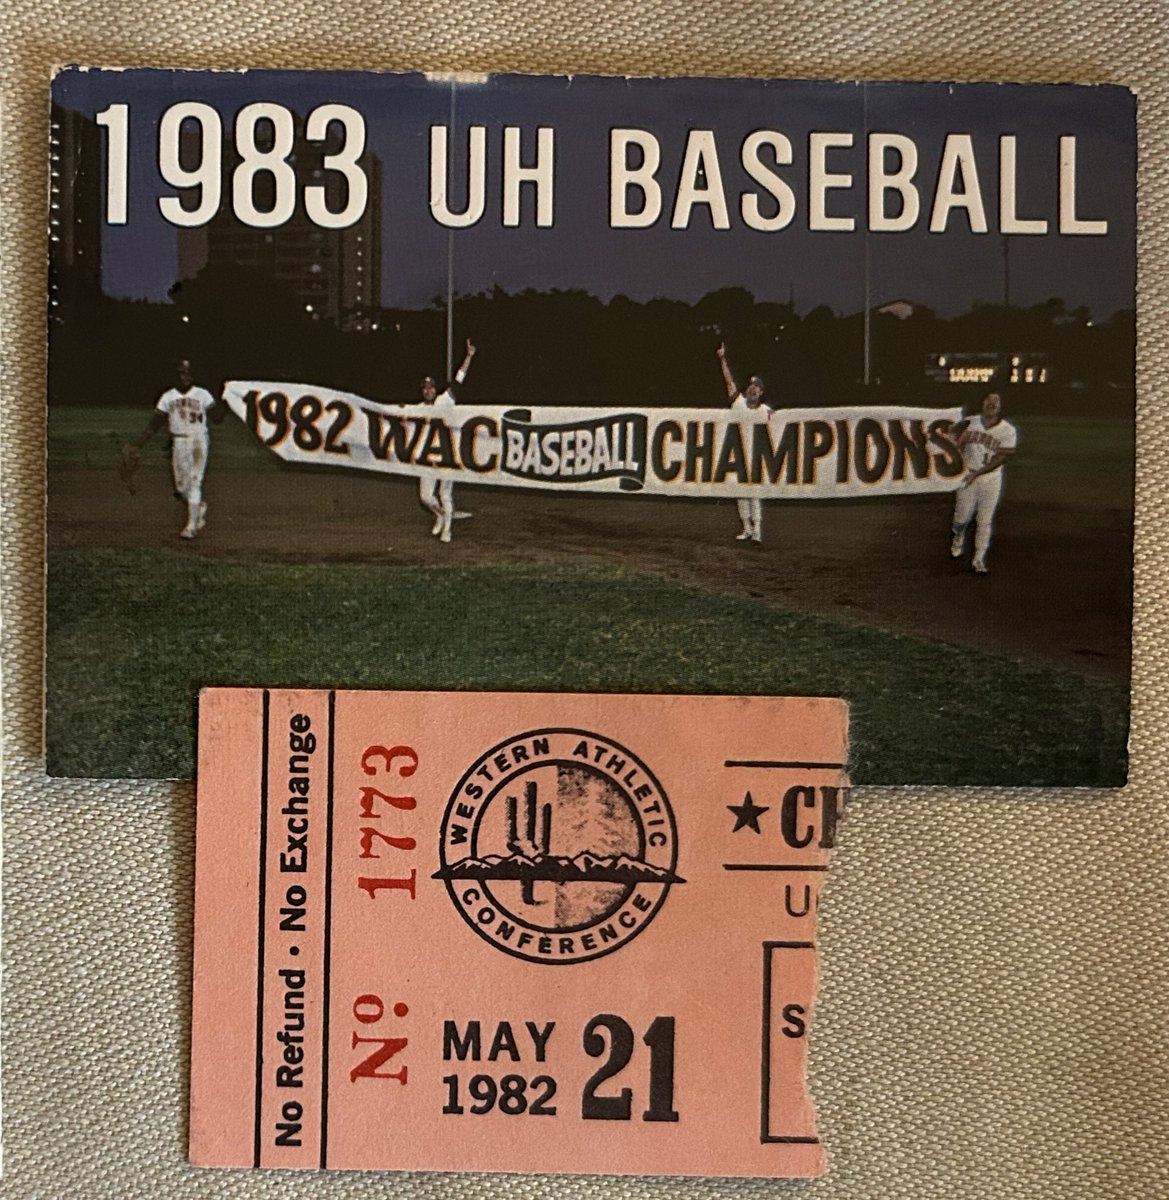 1983 UH BASEBALL
1982 WAC BASEBALL CHAMPIONS
No Refund • No Exchange
Nº 1773
WESTERN ATHLETIC
CONFERENCE
MAY
1982
21
★ CH
U
S